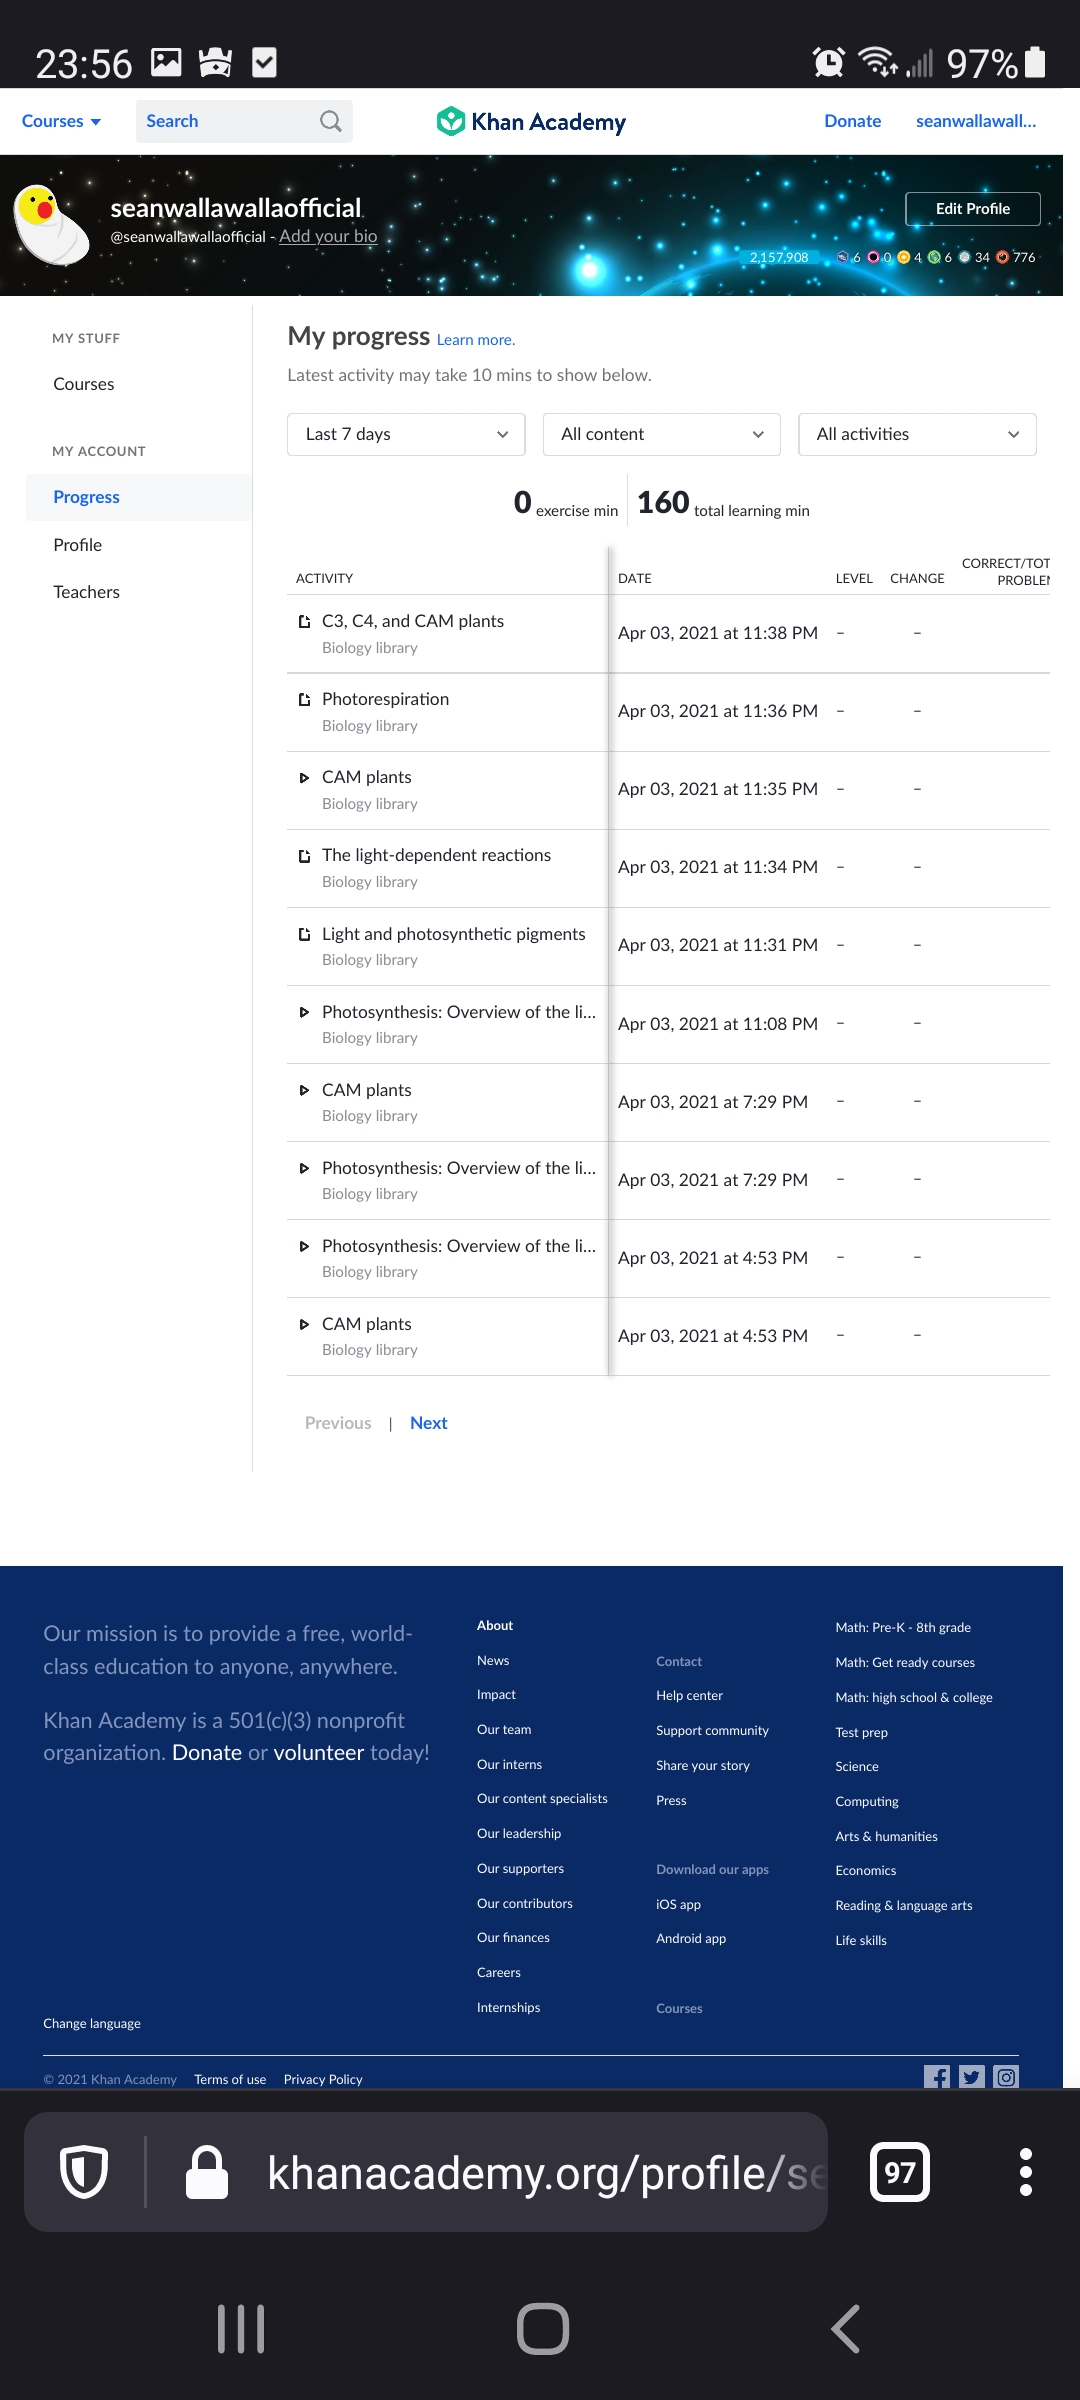 23:56
97%
Courses
Search
Khan Academy
Donate
seanwallawall...
seanwallawallaofficial
@seanwallawallaofficial - Add your bio
Edit Profile
2,157,908 6 0 4 6 34 776
MY STUFF
Courses
MY ACCOUNT
Progress
Profile
Teachers
My progress Learn more.
Latest activity may take 10 mins to show below.
Last 7 days
All content
All activities
0 exercise min 160 total learning min
ACTIVITY DATE LEVEL CHANGE CORRECT/TOT
PROBLEM
C3, C4, and CAM plants
Biology library
Apr 03, 2021 at 11:38 PM – –
Photorespiration
Biology library
Apr 03, 2021 at 11:36 PM – –
CAM plants
Biology library
Apr 03, 2021 at 11:35 PM – –
The light-dependent reactions
Biology library
Apr 03, 2021 at 11:34 PM – –
Light and photosynthetic pigments
Biology library
Apr 03, 2021 at 11:31 PM – –
Photosynthesis: Overview of the li...
Biology library
Apr 03, 2021 at 11:08 PM – –
CAM plants
Biology library
Apr 03, 2021 at 7:29 PM – –
Photosynthesis: Overview of the li...
Biology library
Apr 03, 2021 at 7:29 PM – –
Photosynthesis: Overview of the li...
Biology library
Apr 03, 2021 at 4:53 PM – –
CAM plants
Biology library
Apr 03, 2021 at 4:53 PM – –
Previous | Next
Our mission is to provide a free, world-
class education to anyone, anywhere.
Khan Academy is a 501(c)(3) nonprofit
organization. Donate or volunteer today!
Change language
About
News
Impact
Our team
Our interns
Our content specialists
Our leadership
Our supporters
Our contributors
Our finances
Careers
Internships
Contact
Help center
Support community
Share your story
Press
Download our apps
iOS app
Android app
Courses
Math: Pre-K - 8th grade
Math: Get ready courses
Math: high school & college
Test prep
Science
Computing
Arts & humanities
Economics
Reading & language arts
Life skills
© 2021 Khan Academy Terms of use Privacy Policy
khanacademy.org/profile/se
97